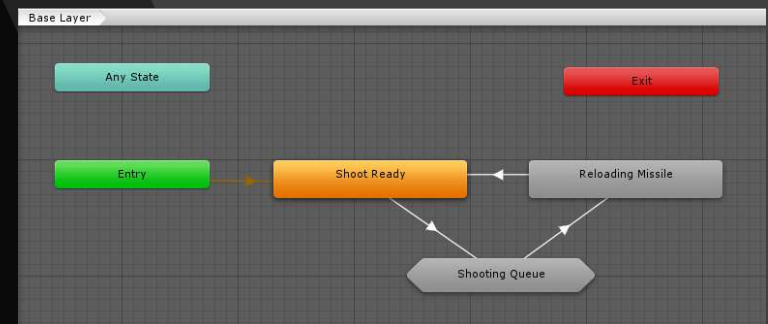 Base Layer
Any State
Exit
Entry
Shoot Ready
Reloading Missile
Shooting Queue